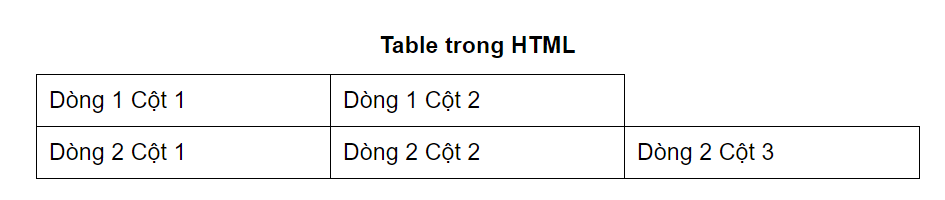 Table trong HTML
Dòng 1 Cột 1 Dòng 1 Cột 2
Dòng 2 Cột 1 Dòng 2 Cột 2 Dòng 2 Cột 3